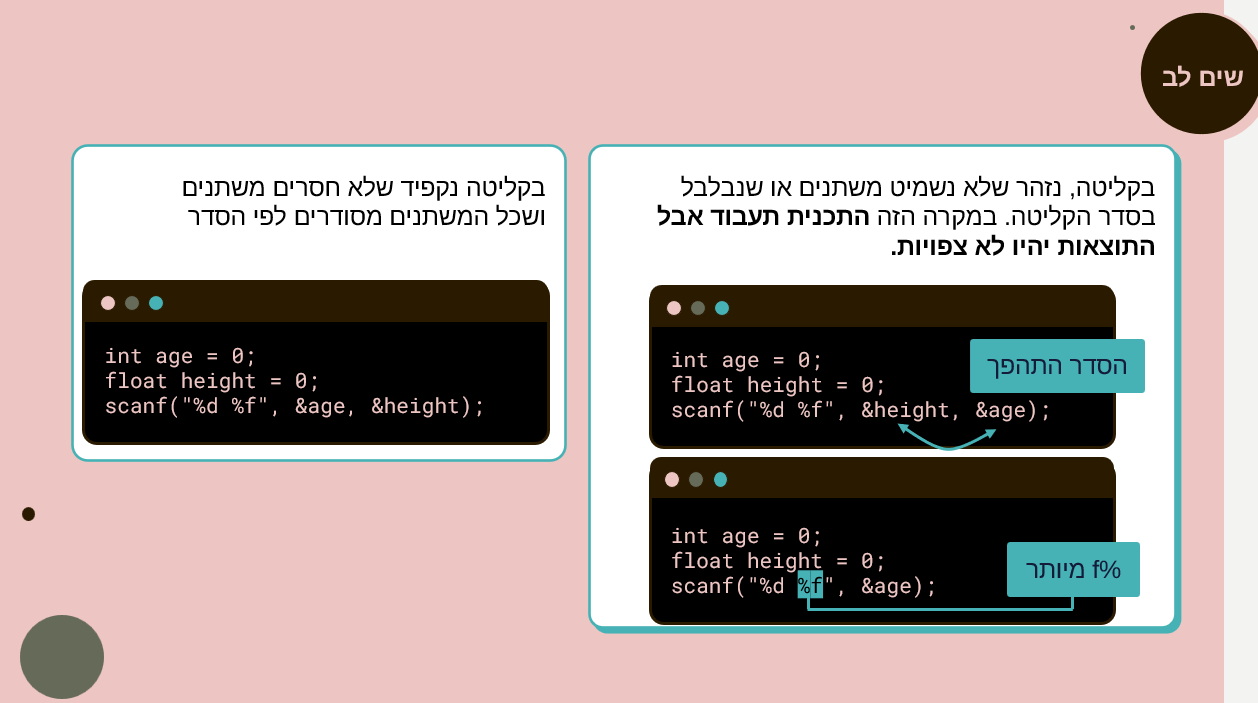 שים לב
בקליטה, נזהר שלא נשמיט משתנים או שנבלבל
בסדר הקליטה. במקרה הזה התכנית תעבוד אבל
התוצאות יהיו לא צפויות.
int age = 0;
float height = 0;
scanf("%d %f", &height, &age);
הסדר התהפך
int age = 0;
float height = 0;
scanf("%d %f", &age);
%f מיותר
בקליטה נקפיד שלא חסרים משתנים
ושכל המשתנים מסודרים לפי הסדר
int age = 0;
float height = 0;
scanf("%d %f", &age, &height);